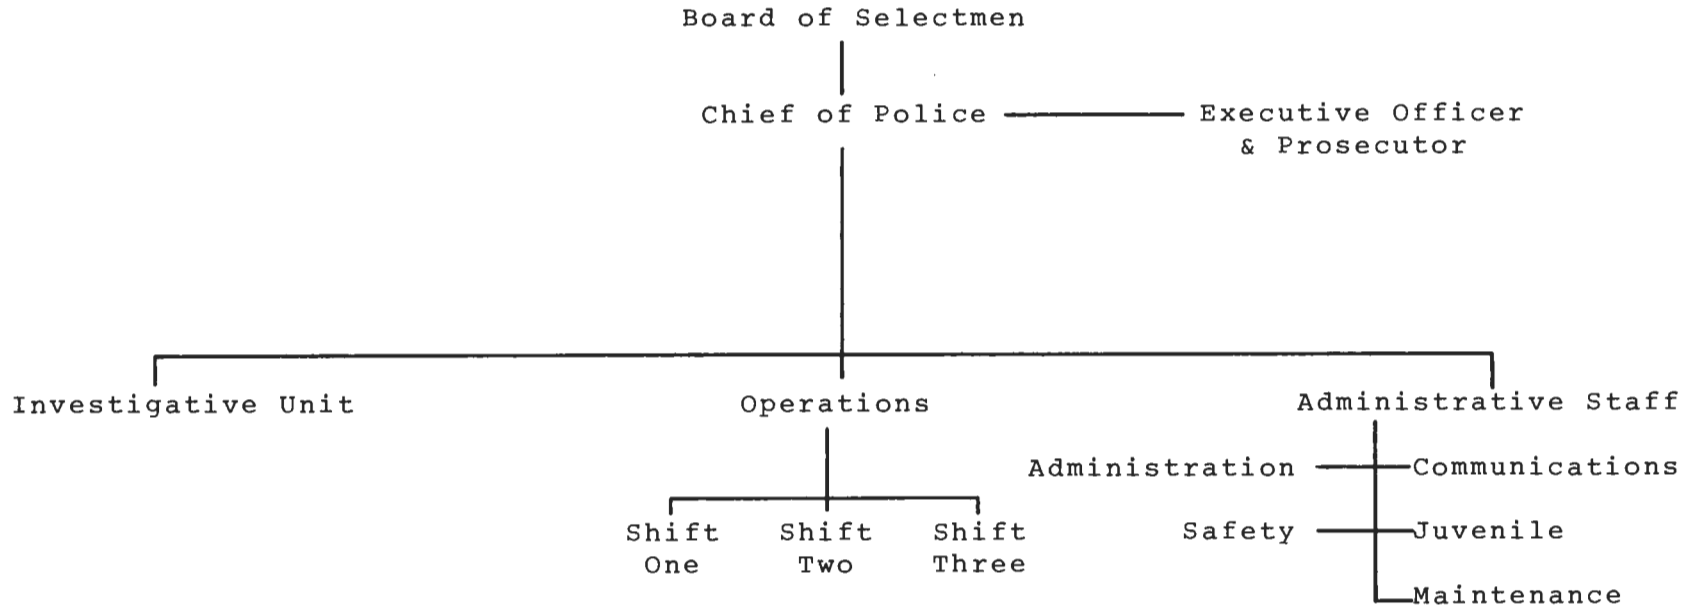 Board of Selectmen
Chief of Police
Executive Officer
& Prosecutor
Investigative Unit
Operations
Administrative Staff
Administration
Communications
Safety
Juvenile
Maintenance
Shift
One
Shift
Two
Shift
Three